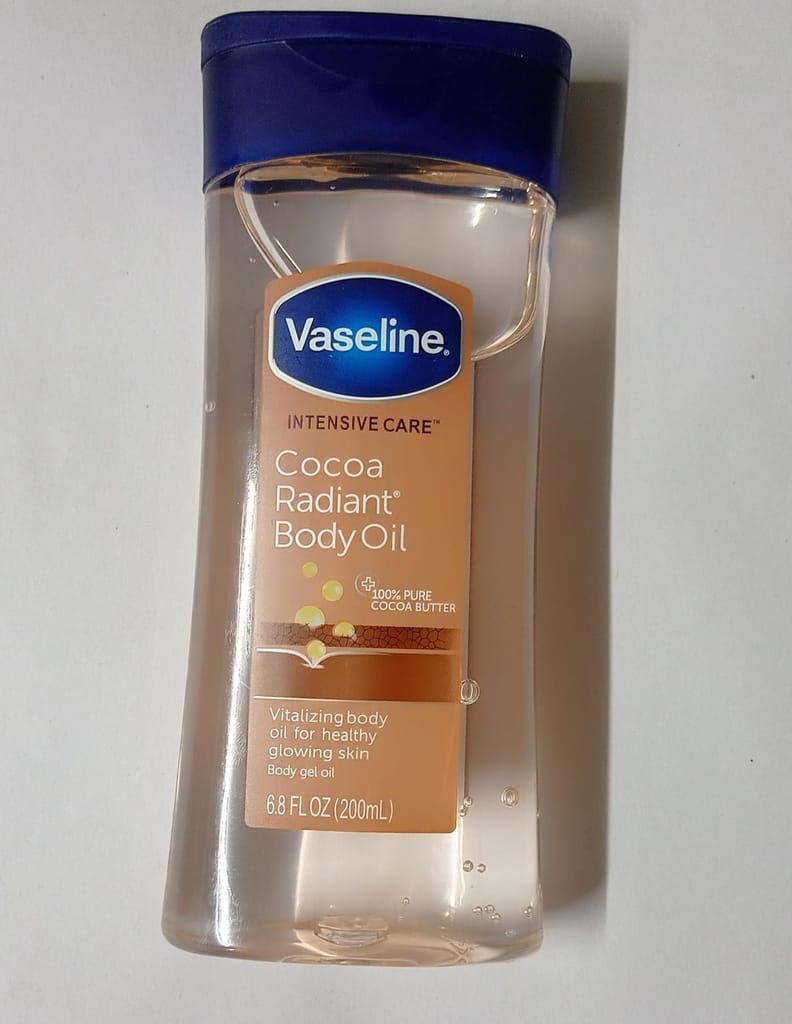 Vaseline®
INTENSIVE CARE™
Cocoa
Radiant®
Body Oil
100% PURE
COCOA BUTTER
Vitalizing body
oil for healthy
glowing skin
Body gel oil
6.8 FL OZ (200mL)